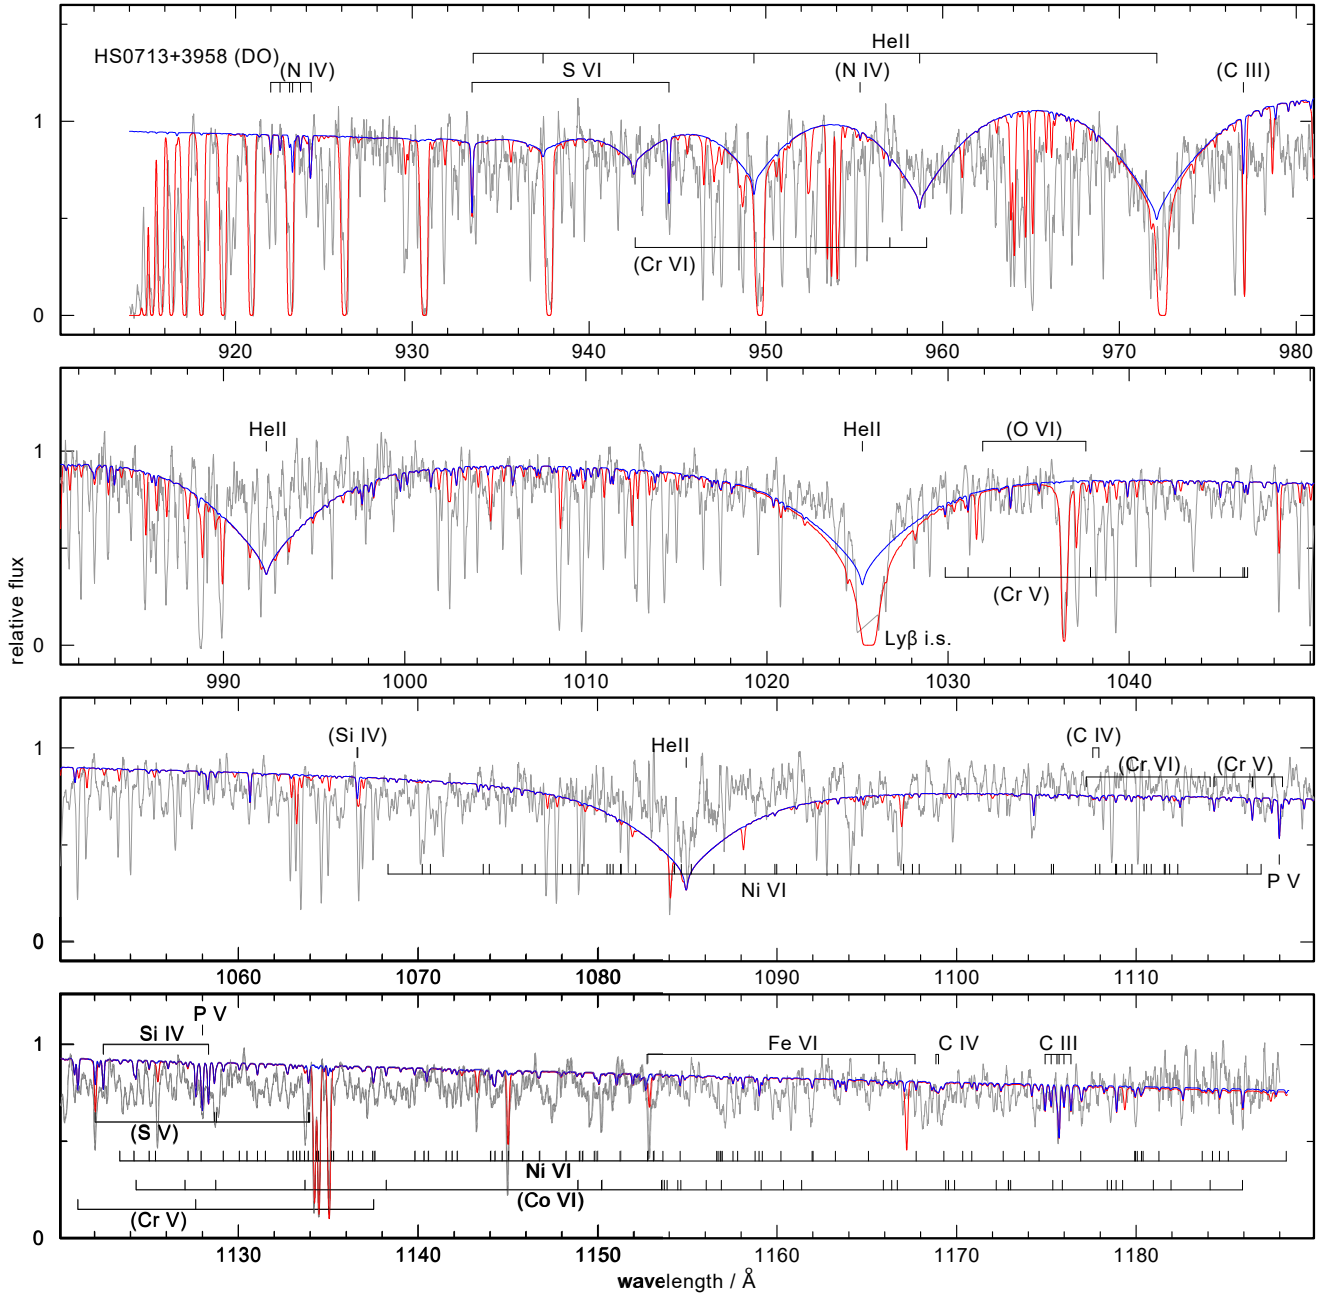 HeII
HS0713+3958 (DO) (N IV) S VI (N IV) (C III)
1
(Cr VI)
0
920 930 940 950 960 970 980
HeII HeII (O VI)
1
(Cr V)
Lyβ i.s.
0
990 1000 1010 1020 1030 1040
relative flux
(Si IV) HeII (C IV)
1
(Cr VI) (Cr V)
Ni VI P V
0
1060 1070 1080 1090 1100 1110
P V
Si IV Fe VI C IV C III
1
(S V)
Ni VI
(Co VI)
(Cr V)
0
1130 1140 1150 1160 1170 1180
wavelength / Å